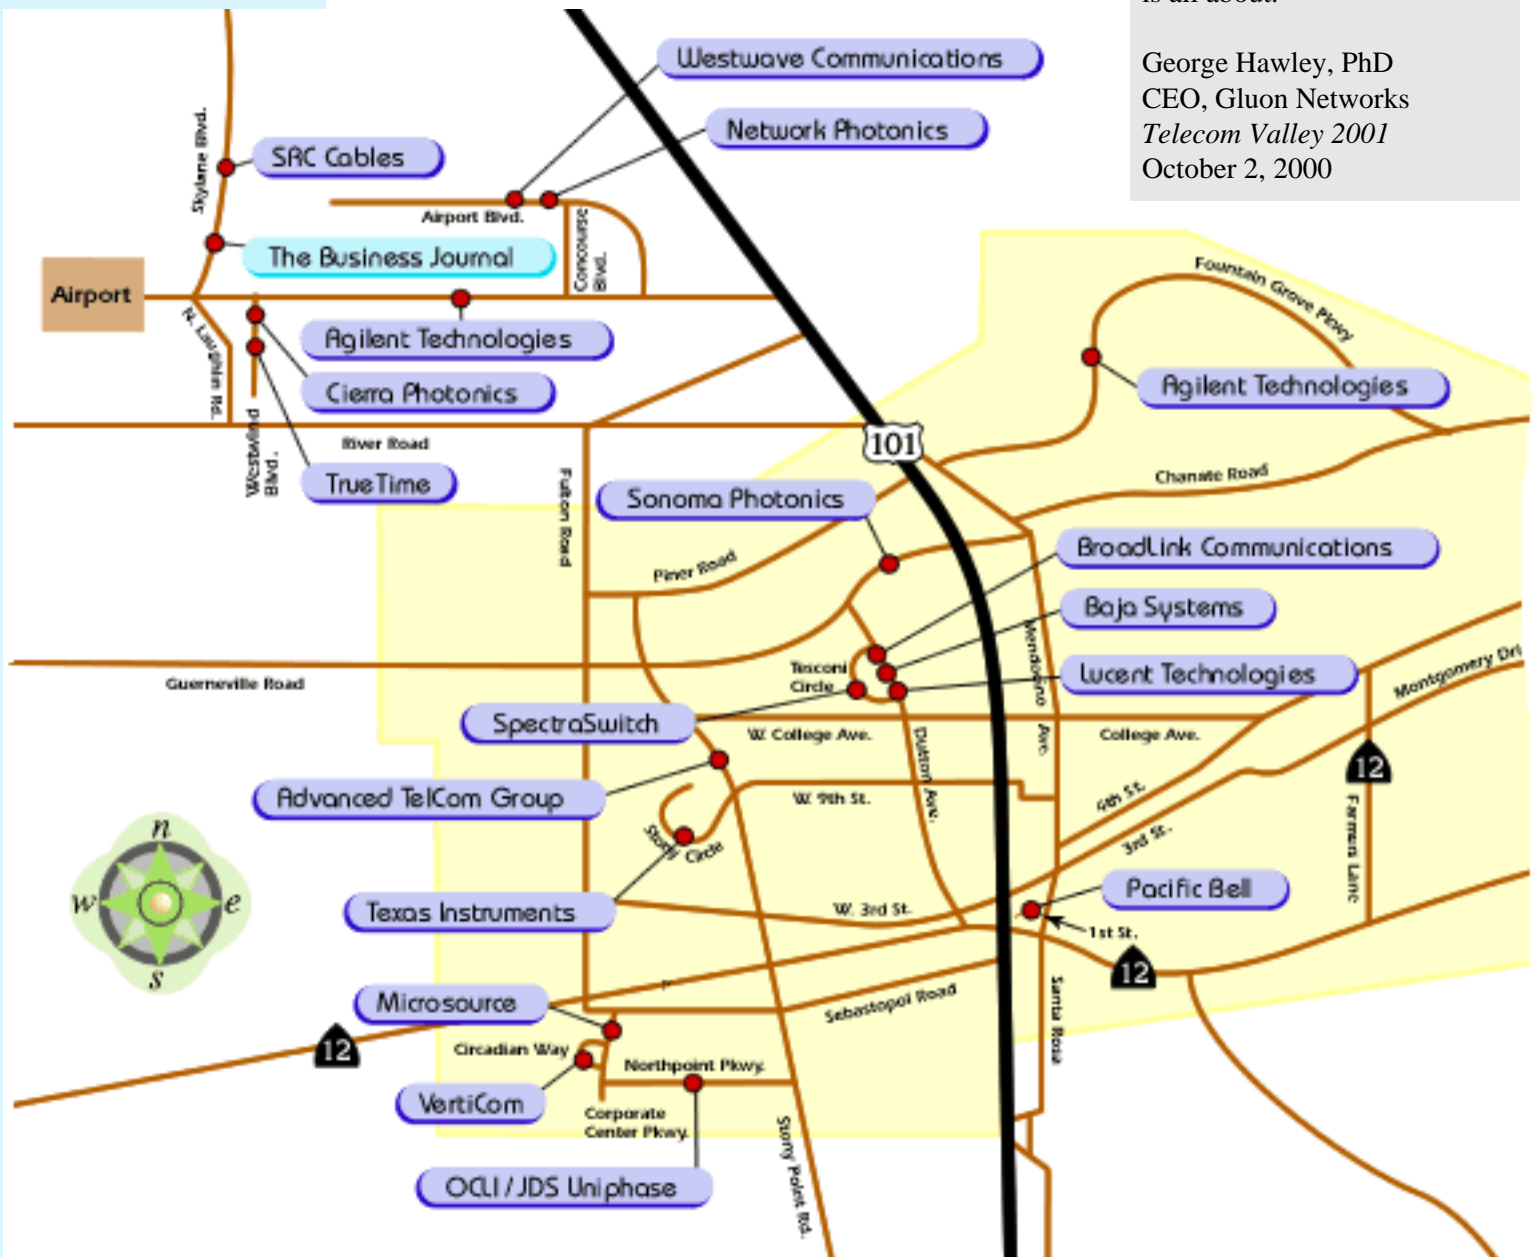 is all about.
George Hawley, PhD
CEO, Gluon Networks
Telecom Valley 2001
October 2, 2000
Westwave Communications
Network Photonics
Skylane Blvd.
SRC Cables
Airport Blvd.
Concourse
Blvd.
The Business Journal
Airport
Fountain Grove Pkwy
N. Laughlin Rd.
Agilent Technologies
Agilent Technologies
Cierra Photonics
Westwind
Blvd.
River Road
101
TrueTime
Fulton Road
Chanate Road
Sonoma Photonics
BroadLink Communications
Piner Road
Baja Systems
Mendocino
Ave.
Tesconi
Circle
Lucent Technologies
Montgomery Dri
Guerneville Road
SpectraSwitch
W. College Ave.
College Ave.
Dutton Ave.
12
Advanced TelCom Group
W. 9th St.
4th St.
Stony Circle
3rd St.
Farmers Lane
n
w
e
s
Texas Instruments
W. 3rd St.
Pacific Bell
1st St.
12
Microsource
Sebastopol Road
Santa Rosa
12
Circadian Way
Northpoint Pkwy.
VertiCom
Corporate
Center Pkwy.
Stony Point Rd.
OCLI / JDS Uniphase